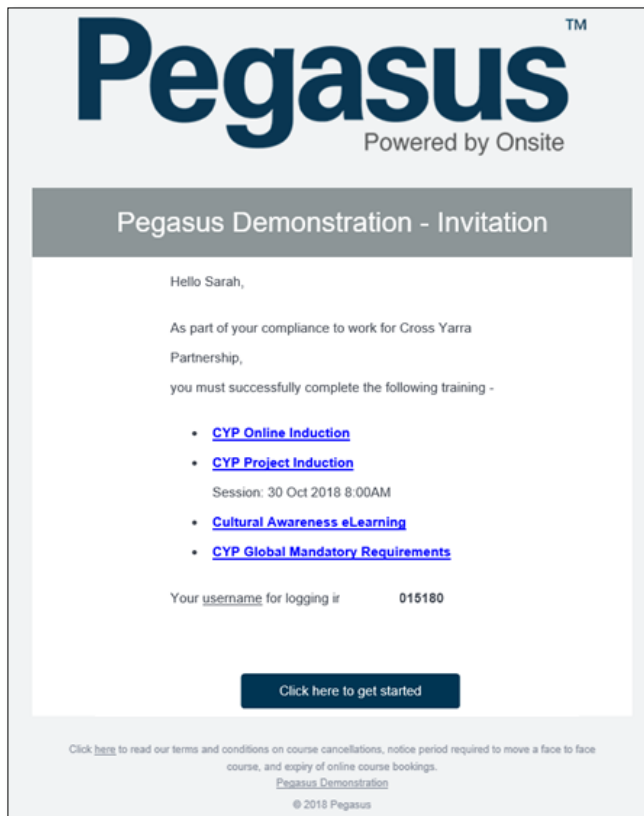 Pegasus™
Powered by Onsite
Pegasus Demonstration - Invitation
Hello Sarah,
As part of your compliance to work for Cross Yarra
Partnership,
you must successfully complete the following training -
• CYP Online Induction
• CYP Project Induction
Session: 30 Oct 2018 8:00AM
• Cultural Awareness eLearning
• CYP Global Mandatory Requirements
Your username for logging ir 015180
Click here to get started
Click here to read our terms and conditions on course cancellations, notice period required to move a face to face
course, and expiry of online course bookings.
Pegasus Demonstration
© 2018 Pegasus